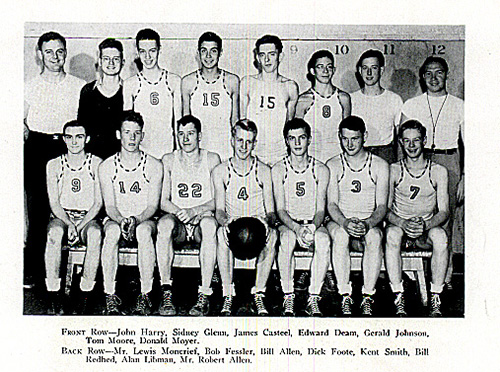 9 10 11 12
6 15 15 8
9 14 22 4 5 3 7
FRONT ROW—John Harry, Sidney Glenn, James Casteel, Edward Deam, Gerald Johnson,
Tom Moore, Donald Moyer.
BACK ROW—Mr. Lewis Moncrief, Bob Fessler, Bill Allen, Dick Foote, Kent Smith, Bill
Redhed, Alan Libman, Mr. Robert Allen.